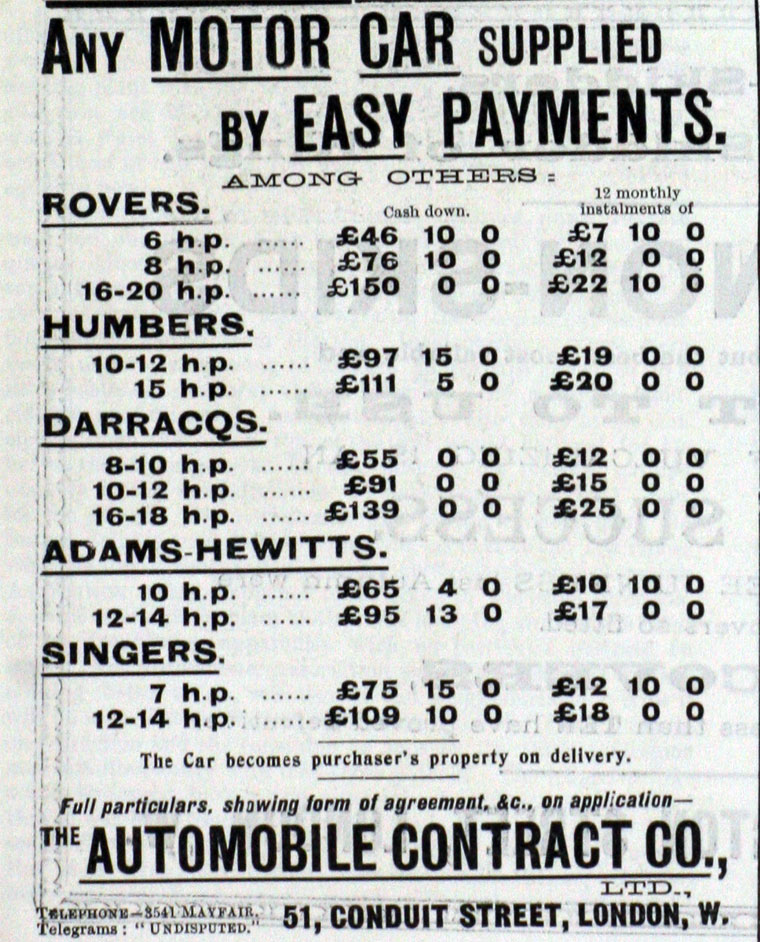 ANY MOTOR CAR SUPPLIED
BY EASY PAYMENTS.
AMONG OTHERS:
ROVERS. Cash down. 12 monthly instalments of
6 h.p. £46 10 0 £7 10 0
8 h.p. ...... £76 10 0 £12 0 0
16-20 h.p. ...... £150 0 0 £22 10 0
HUMBERS.
10-12 h.p. ...... £97 15 0 £19 0 0
15 h.p. ...... £111 5 0 £20 0 0
DARRACQS.
8-10 h.p. ...... £55 0 0 £12 0 0
10-12 h.p. £91 0 0 £15 0 0
16-18 h.p. ...... £139 0 0 £25 0 0
ADAMS-HEWITTS.
10 h.p. ...... £65 4 0 £10 10 0
12-14 h.p. ...... £95 13 0 £17 0 0
SINGERS.
7 h.p. ...... £75 15 0 £12 10 0
12-14 h.p. ...... £109 10 0 £18 0 0
The Car becomes purchaser's property on delivery.
Full particulars, showing form of agreement, &c., on application—
THE AUTOMOBILE CONTRACT CO.,
LTD.,
TELEPHONE—3541 MAYFAIR.
Telegrams: "UNDISPUTED." 51, CONDUIT STREET, LONDON, W.